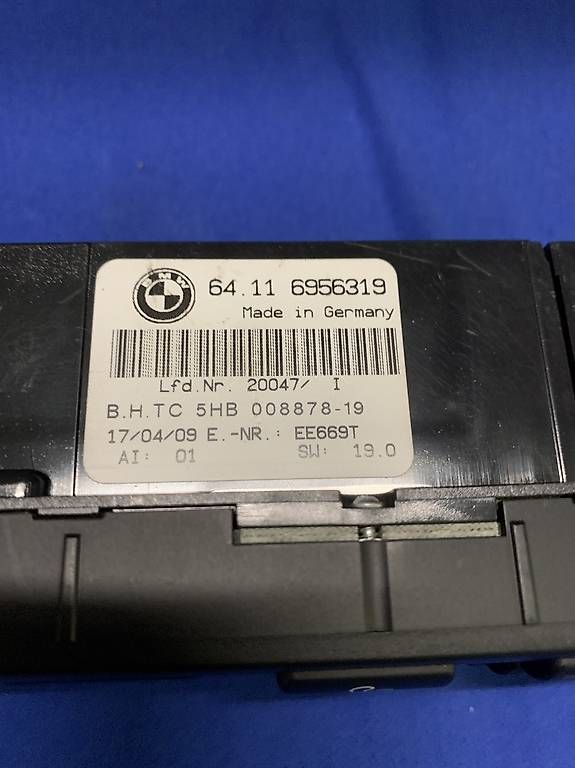 BMW
64.11 6956319
Made in Germany
Lfd.Nr. 20047/ I
B.H.TC 5HB 008878-19
17/04/09 E.-NR.: EE669T
AI: 01 SW: 19.0